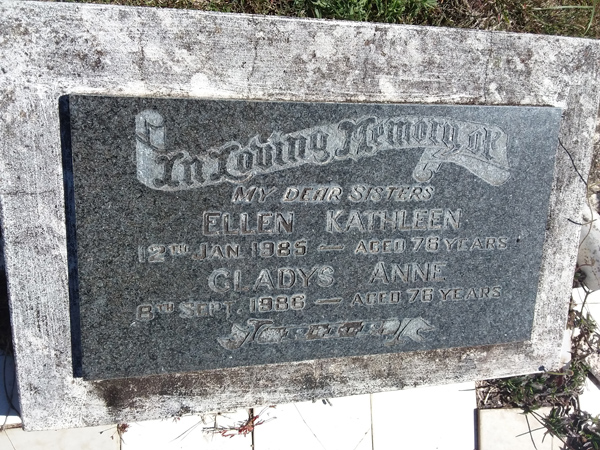 In Loving Memory of
MY DEAR SISTERS
ELLEN KATHLEEN
12TH JAN. 1985 — AGED 76 YEARS
GLADYS ANNE
8TH SEPT. 1986 — AGED 76 YEARS